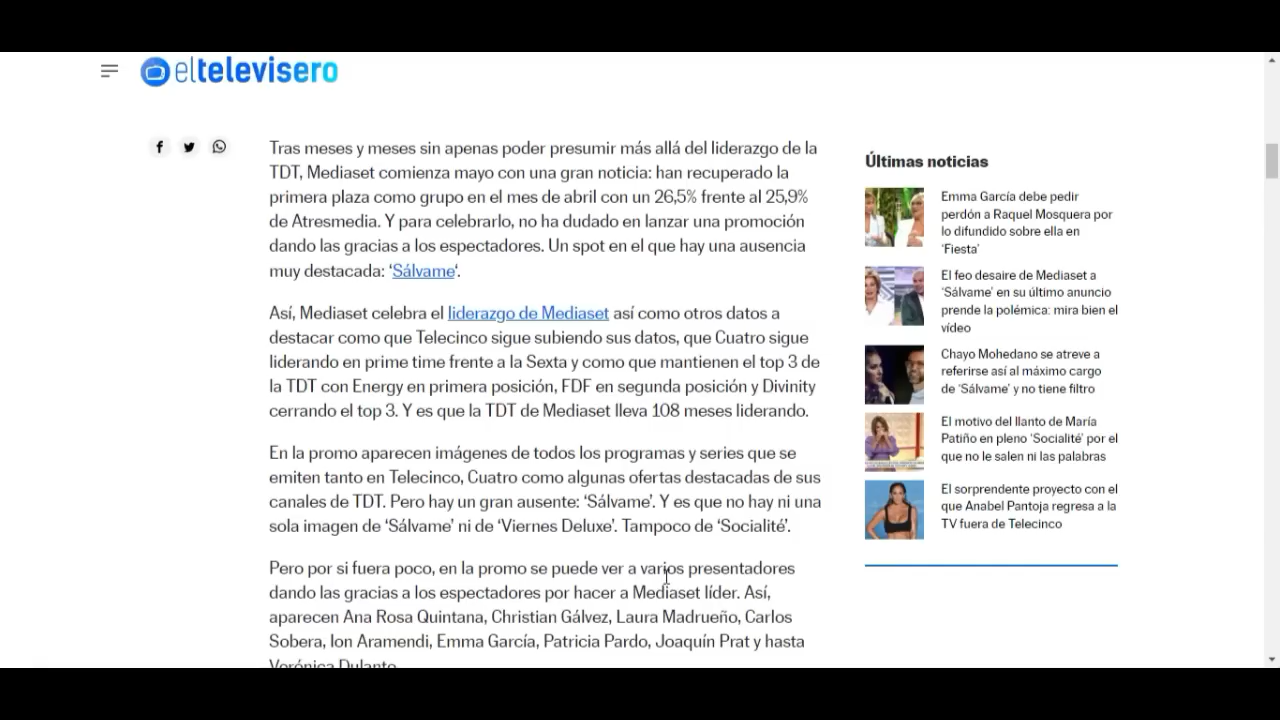 eltelevisero
Tras meses y meses sin apenas poder presumir más allá del liderazgo de la
TDT, Mediaset comienza mayo con una gran noticia: han recuperado la
primera plaza como grupo en el mes de abril con un 26,5% frente al 25,9%
de Atresmedia. Y para celebrarlo, no ha dudado en lanzar una promoción
dando las gracias a los espectadores. Un spot en el que hay una ausencia
muy destacada: ‘Sálvame‘.
Así, Mediaset celebra el liderazgo de Mediaset así como otros datos a
destacar como que Telecinco sigue subiendo sus datos, que Cuatro sigue
liderando en prime time frente a la Sexta y como que mantienen el top 3 de
la TDT con Energy en primera posición, FDF en segunda posición y Divinity
cerrando el top 3. Y es que la TDT de Mediaset lleva 108 meses liderando.
En la promo aparecen imágenes de todos los programas y series que se
emiten tanto en Telecinco, Cuatro como algunas ofertas destacadas de sus
canales de TDT. Pero hay un gran ausente: ‘Sálvame’. Y es que no hay ni una
sola imagen de ‘Sálvame’ ni de ‘Viernes Deluxe’. Tampoco de ‘Socialité’.
Pero por si fuera poco, en la promo se puede ver a varios presentadores
dando las gracias a los espectadores por hacer a Mediaset líder. Así,
aparecen Ana Rosa Quintana, Christian Gálvez, Laura Madrueño, Carlos
Sobera, Ion Aramendi, Emma García, Patricia Pardo, Joaquín Prat y hasta
Verónica Dulanto
Últimas noticias
Emma García debe pedir
perdón a Raquel Mosquera por
lo difundido sobre ella en
‘Fiesta’
El feo desaire de Mediaset a
‘Sálvame’ en su último anuncio
prende la polémica: mira bien el
vídeo
Chayo Mohedano se atreve a
referirse así al máximo cargo
de ‘Sálvame’ y no tiene filtro
El motivo del llanto de María
Patiño en pleno ‘Socialité’ por el
que no le salen ni las palabras
El sorprendente proyecto con el
que Anabel Pantoja regresa a la
TV fuera de Telecinco